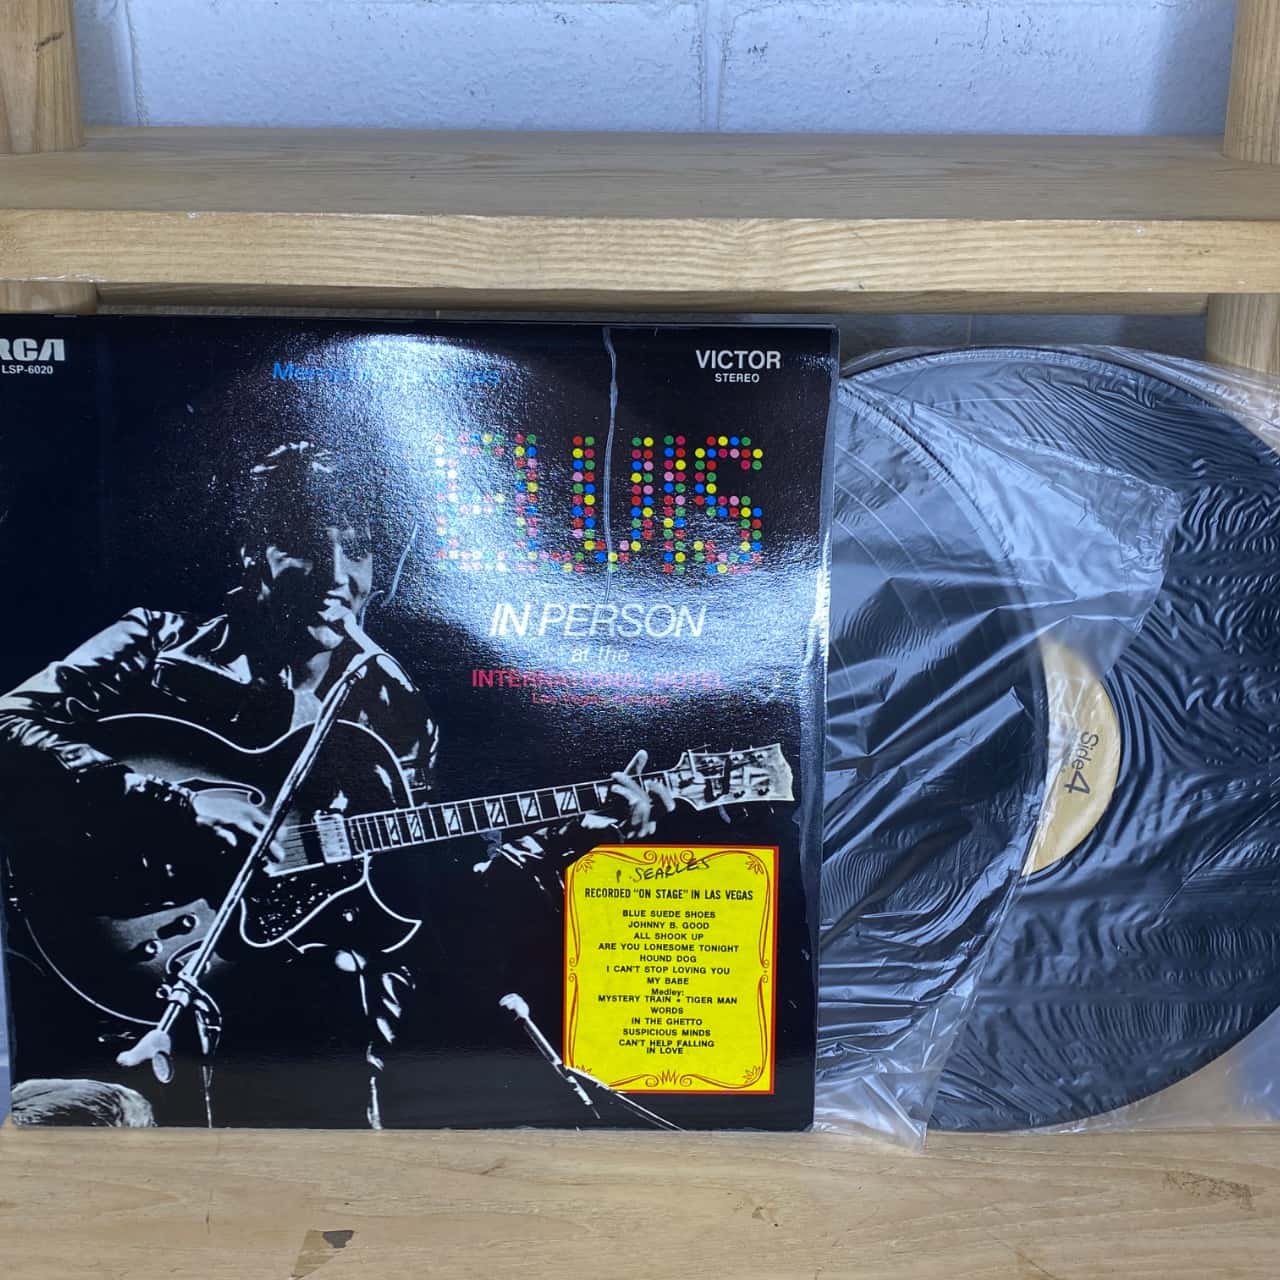 RCA
LSP-6020
VICTOR
STEREO
ELVIS
IN PERSON
at the
INTERNATIONAL HOTEL
P. SEARLES
RECORDED "ON STAGE" IN LAS VEGAS
BLUE SUEDE SHOES
JOHNNY B. GOOD
ALL SHOOK UP
ARE YOU LONESOME TONIGHT
HOUND DOG
I CAN'T STOP LOVING YOU
MY BABE
Medley:
MYSTERY TRAIN • TIGER MAN
WORDS
IN THE GHETTO
SUSPICIOUS MINDS
CAN'T HELP FALLING
IN LOVE
Side 4